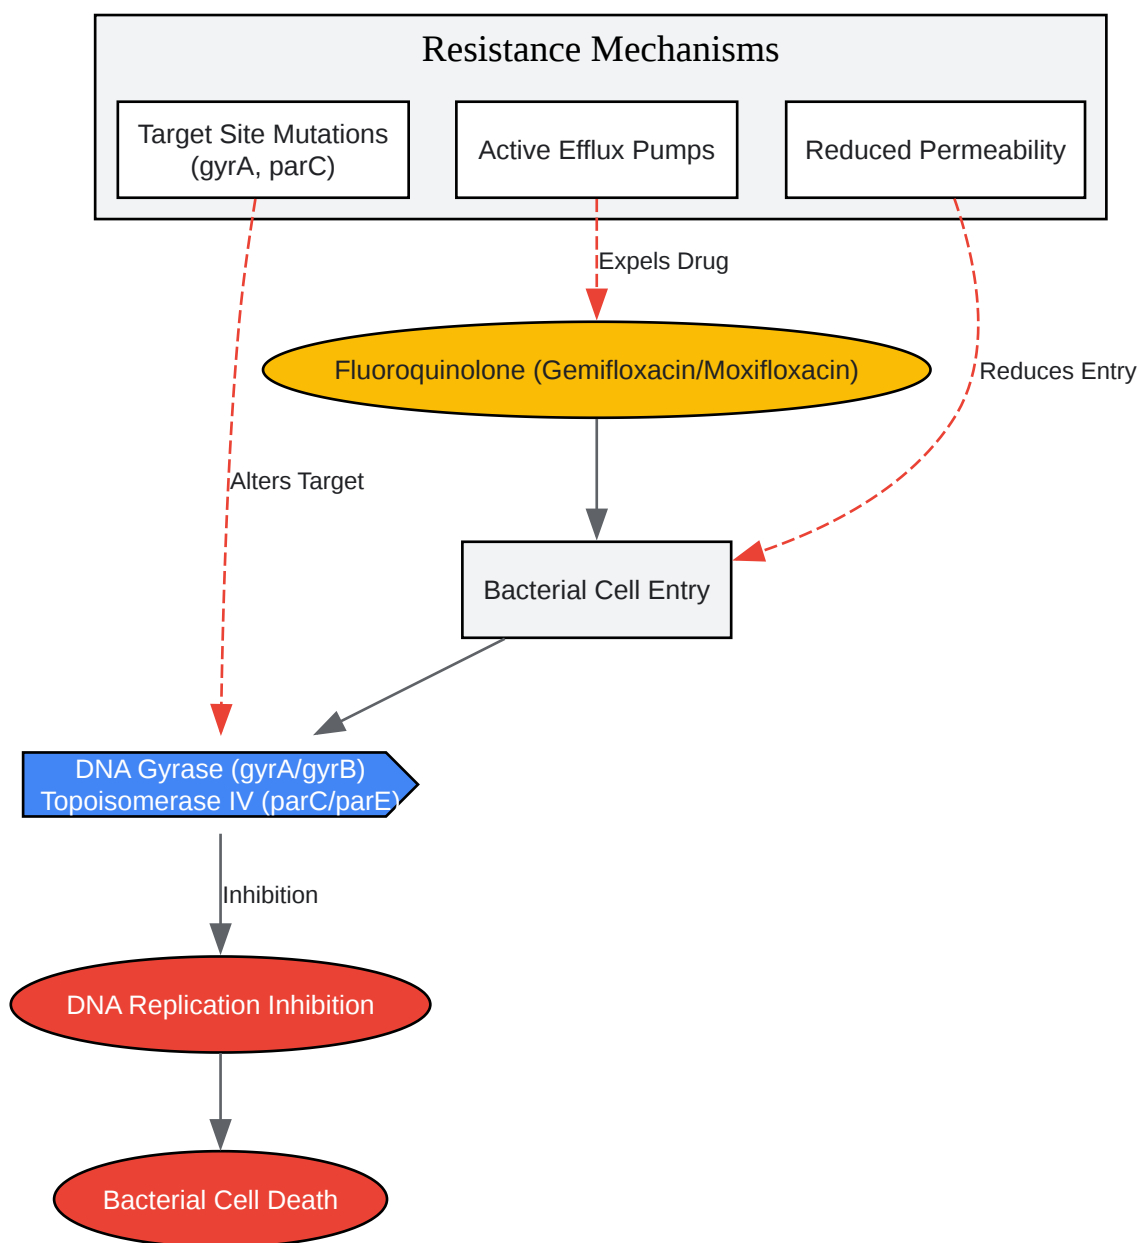 Resistance Mechanisms
Target Site Mutations
(gyrA, parC)
Active Efflux Pumps
Reduced Permeability
Expels Drug
Fluoroquinolone (Gemifloxacin/Moxifloxacin)
Reduces Entry
Alters Target
Bacterial Cell Entry
DNA Gyrase (gyrA/gyrB)
Topoisomerase IV (parC/parE)
Inhibition
DNA Replication Inhibition
Bacterial Cell Death